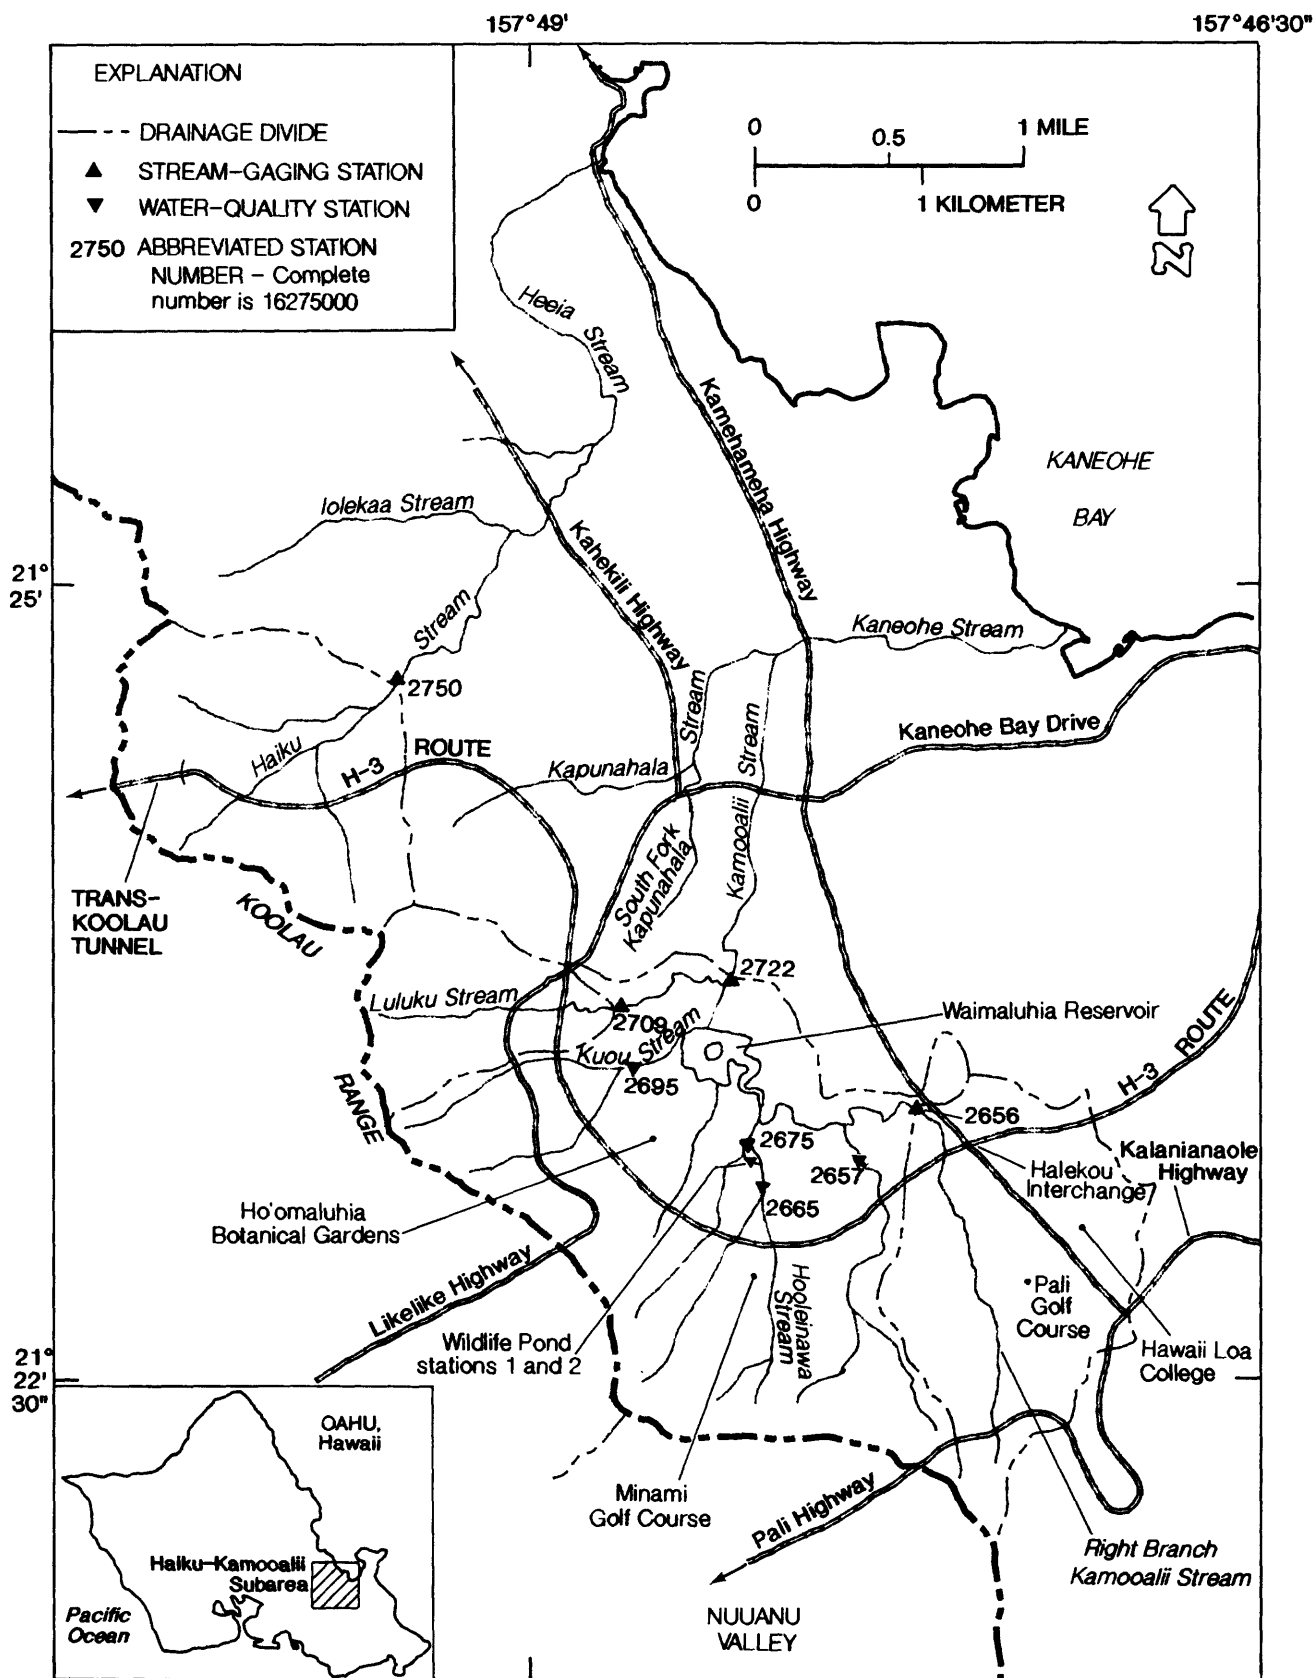 157°49'
157°46'30"
EXPLANATION
DRAINAGE DIVIDE
STREAM-GAGING STATION
WATER-QUALITY STATION
2750 ABBREVIATED STATION
NUMBER - Complete
number is 16275000
0 0.5 1 MILE
0 1 KILOMETER
N
Heeia
Stream
Kamehameha Highway
KANEOHE
BAY
Iolekaa Stream
Kahekili Highway
21°
25'
Stream
Kaneohe Stream
2750
Stream
Stream
Kaneohe Bay Drive
Haiku
H-3
ROUTE
Kapunahala
Kamooalii
South Fork
Kapunahala
TRANS-
KOOLAU
TUNNEL
KOOLAU
2722
Luluku Stream
Waimaluhia Reservoir
2709
Kuou Stream
H-3
ROUTE
RANGE
2695
2656
2675
2657
Kalanianaole
Highway
Halekou
Interchange
2665
Ho'omaluhia
Botanical Gardens
Likelike Highway
Hooleinawa
Stream
Pali
Golf
Course
Wildlife Pond
stations 1 and 2
Hawaii Loa
College
21°
22'
30"
OAHU,
Hawaii
Minami
Golf Course
Pali Highway
Haiku-Kamooalii
Subarea
Right Branch
Kamooalii Stream
Pacific
Ocean
NUUANU
VALLEY